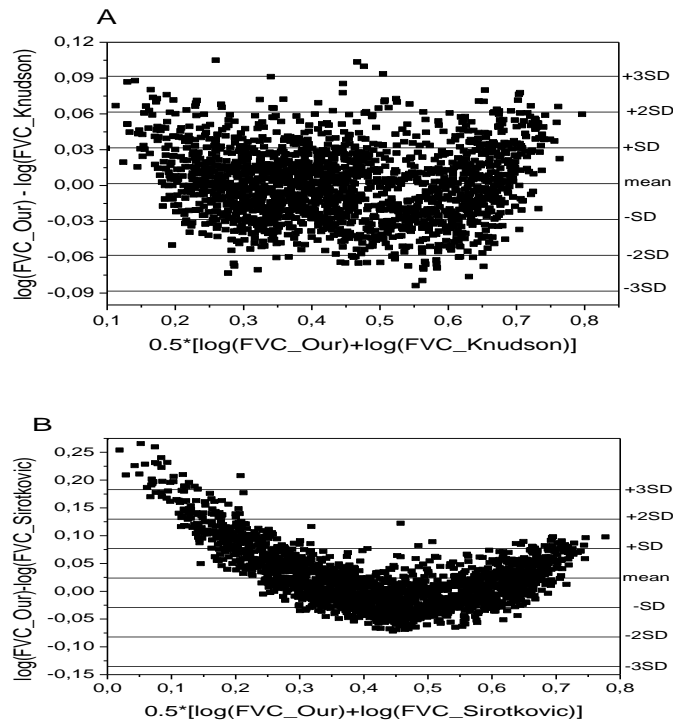 A
0,12
0,09
0,06
0,03
0,00
-0,03
-0,06
-0,09
log(FVC_Our) - log(FVC_Knudson)
+3SD
+2SD
+SD
mean
-SD
-2SD
-3SD
0,1 0,2 0,3 0,4 0,5 0,6 0,7 0,8
0.5*[log(FVC_Our)+log(FVC_Knudson)]
B
0,25
0,20
0,15
0,10
0,05
0,00
-0,05
-0,10
-0,15
log(FVC_Our)-log(FVC_Sirotkovic)
+3SD
+2SD
+SD
mean
-SD
-2SD
-3SD
0,0 0,1 0,2 0,3 0,4 0,5 0,6 0,7 0,8
0.5*[log(FVC_Our)+log(FVC_Sirotkovic)]